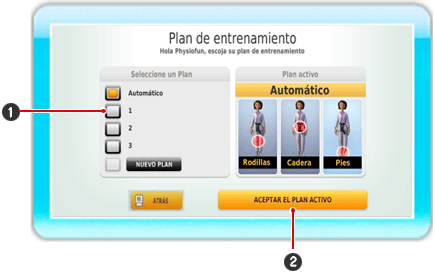 Plan de entrenamiento
Hola Physiofun, escoja su plan de entrenamiento
Seleccione un Plan
Automático
1
2
3
NUEVO PLAN
Plan activo
Automático
Rodillas
Cadera
Pies
ATRÁS
ACEPTAR EL PLAN ACTIVO
1
2